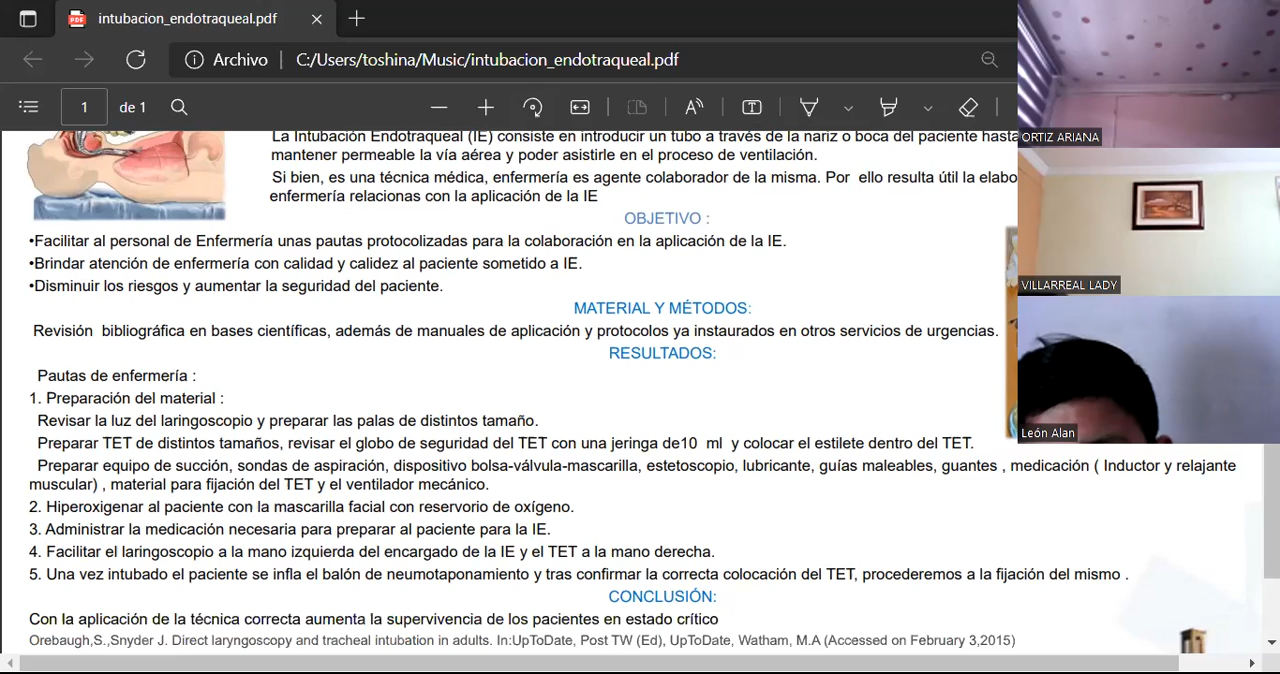 intubacion_endotraqueal.pdf
Archivo
C:/Users/toshina/Music/intubacion_endotraqueal.pdf
1 de 1
La Intubación Endotraqueal (IE) consiste en introducir un tubo a través de la nariz o boca del paciente hasta
mantener permeable la vía aérea y poder asistirle en el proceso de ventilación.
Si bien, es una técnica médica, enfermería es agente colaborador de la misma. Por ello resulta útil la
enfermería relacionas con la aplicación de la IE
OBJETIVO :
•Facilitar al personal de Enfermería unas pautas protocolizadas para la colaboración en la aplicación de la IE.
•Brindar atención de enfermería con calidad y calidez al paciente sometido a IE.
•Disminuir los riesgos y aumentar la seguridad del paciente.
MATERIAL Y MÉTODOS:
Revisión bibliográfica en bases científicas, además de manuales de aplicación y protocolos ya instaurados en otros servicios de urgencias.
RESULTADOS:
Pautas de enfermería :
1. Preparación del material :
Revisar la luz del laringoscopio y preparar las palas de distintos tamaño.
Preparar TET de distintos tamaños, revisar el globo de seguridad del TET con una jeringa de10 ml y colocar el estilete dentro del TET.
Preparar equipo de succión, sondas de aspiración, dispositivo bolsa-válvula-mascarilla, estetoscopio, lubricante, guías maleables, guantes , medicación ( Inductor y relajante
muscular) , material para fijación del TET y el ventilador mecánico.
2. Hiperoxigenar al paciente con la mascarilla facial con reservorio de oxígeno.
3. Administrar la medicación necesaria para preparar al paciente para la IE.
4. Facilitar el laringoscopio a la mano izquierda del encargado de la IE y el TET a la mano derecha.
5. Una vez intubado el paciente se infla el balón de neumotaponamiento y tras confirmar la correcta colocación del TET, procederemos a la fijación del mismo .
CONCLUSIÓN:
Con la aplicación de la técnica correcta aumenta la supervivencia de los pacientes en estado crítico
Orebaugh,S.,Snyder J. Direct laryngoscopy and tracheal intubation in adults. In:UpToDate, Post TW (Ed), UpToDate, Watham, M.A (Accessed on February 3,2015)
ORTIZ ARIANA
VILLARREAL LADY
León Alan